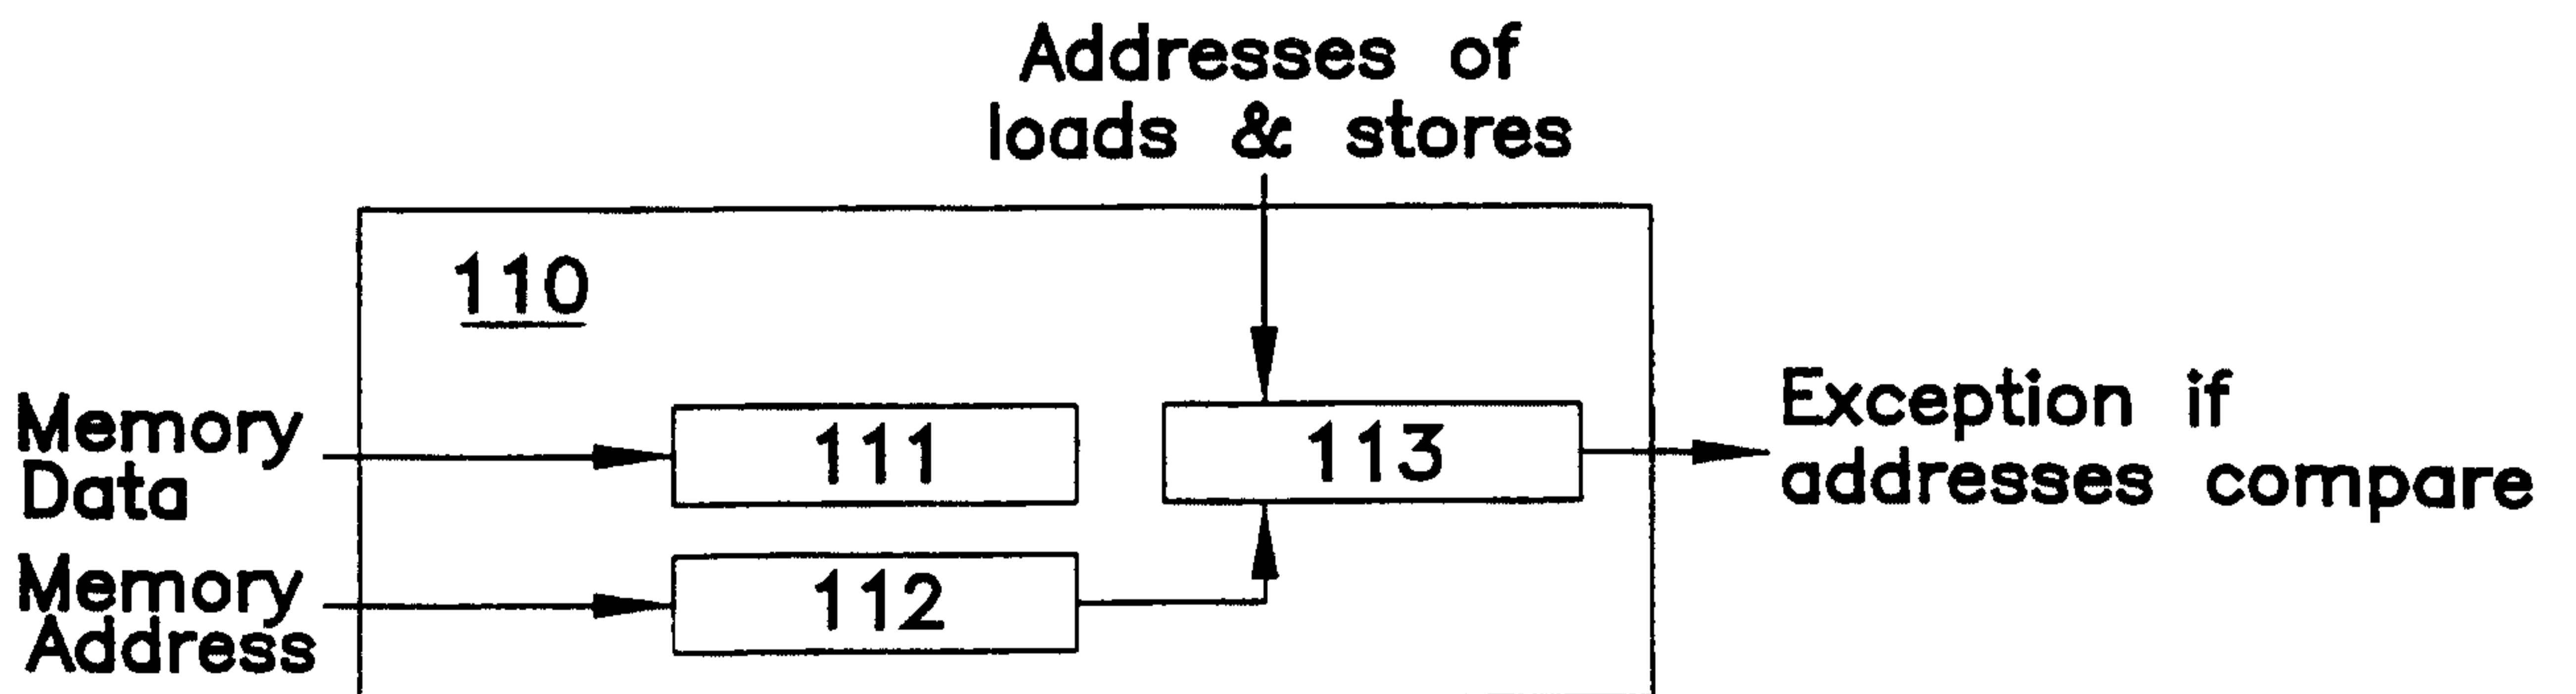 Addresses of
loads & stores
110
Memory
Data
111
113
Exception if
addresses compare
Memory
Address
112